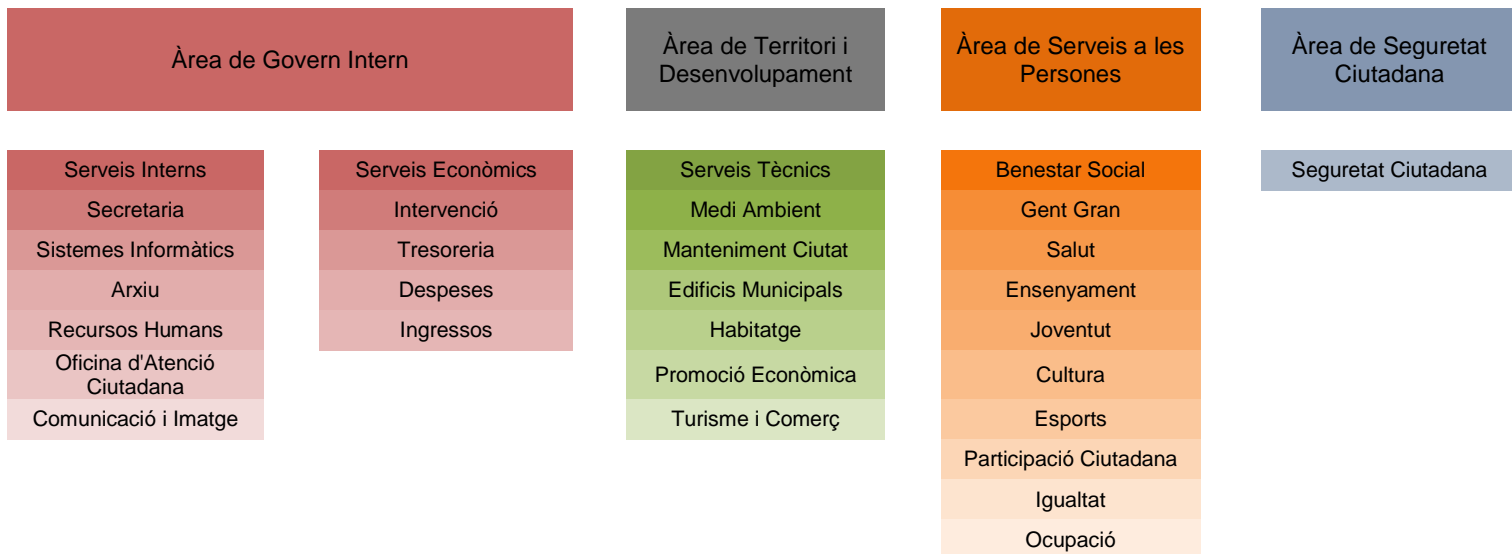 Àrea de Govern Intern
Àrea de Territori i
Desenvolupament
Àrea de Serveis a les
Persones
Àrea de Seguretat
Ciutadana
Serveis Interns
Secretaria
Sistemes Informàtics
Arxiu
Recursos Humans
Oficina d'Atenció
Ciutadana
Comunicació i Imatge
Serveis Econòmics
Intervenció
Tresoreria
Despeses
Ingressos
Serveis Tècnics
Medi Ambient
Manteniment Ciutat
Edificis Municipals
Habitatge
Promoció Econòmica
Turisme i Comerç
Benestar Social
Gent Gran
Salut
Ensenyament
Joventut
Cultura
Esports
Participació Ciutadana
Igualtat
Ocupació
Seguretat Ciutadana